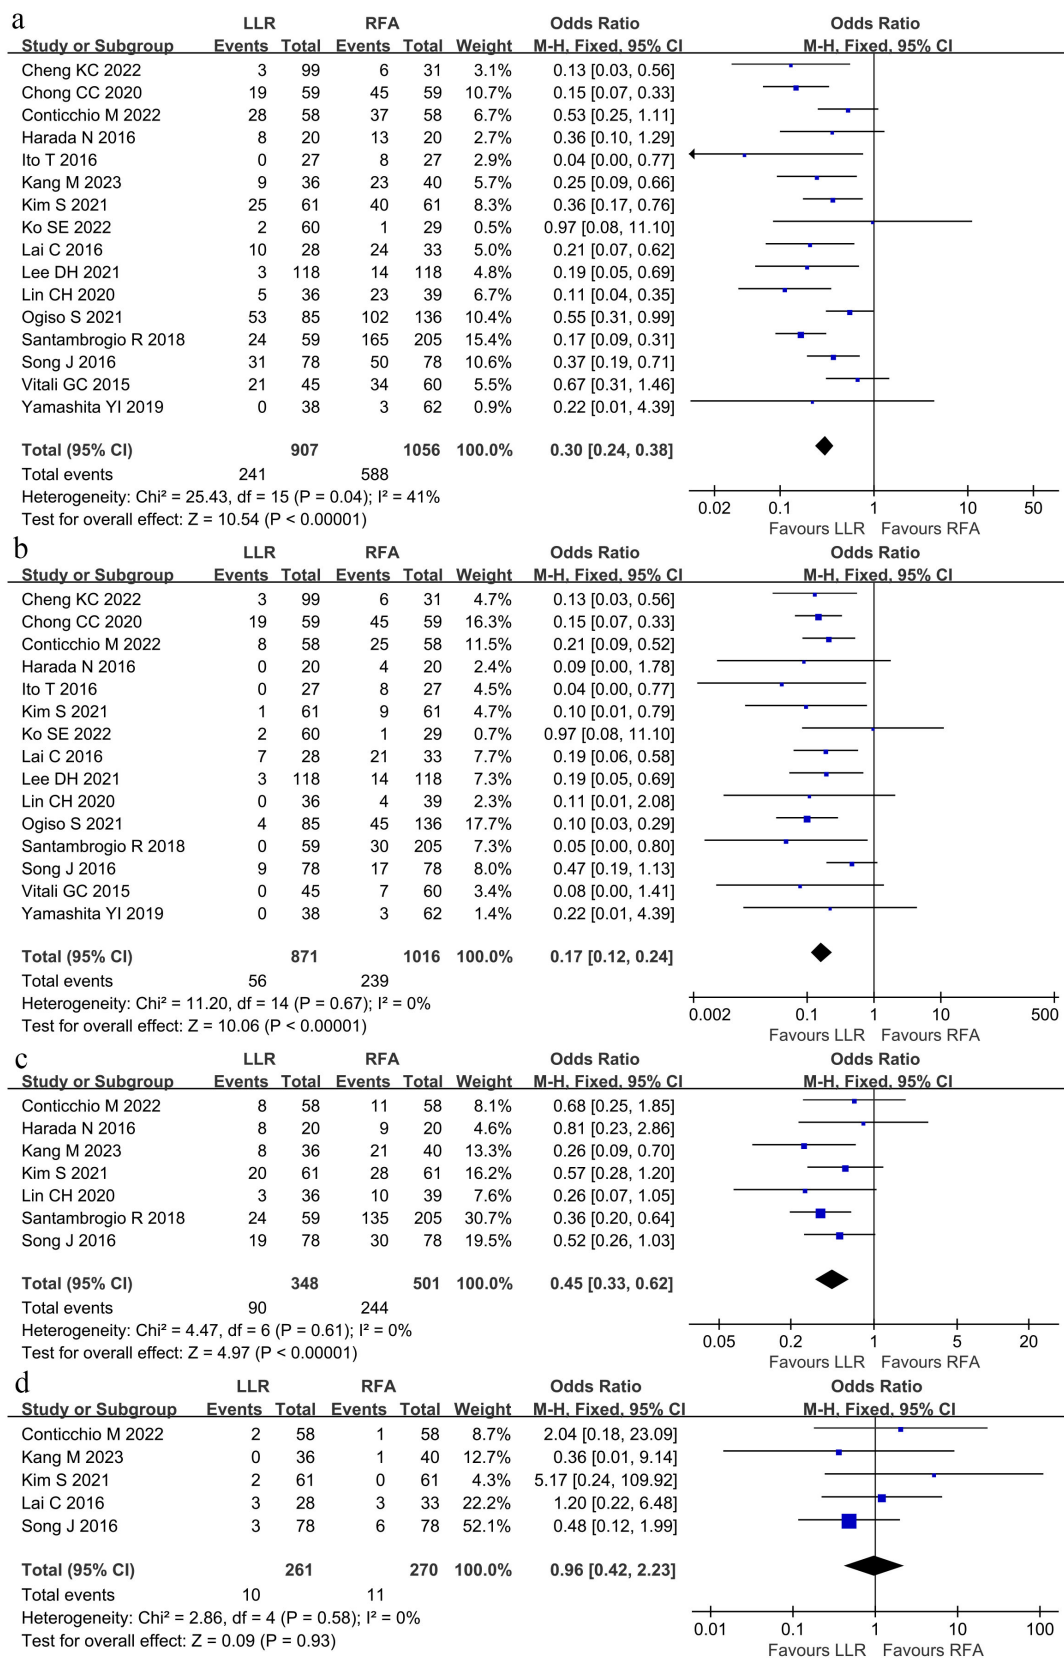 a
LLR RFA Odds Ratio Odds Ratio
Study or Subgroup Events Total Events Total Weight M-H, Fixed, 95% CI M-H, Fixed, 95% CI
Cheng KC 2022 3 99 6 31 3.1% 0.13 [0.03, 0.56]
Chong CC 2020 19 59 45 59 10.7% 0.15 [0.07, 0.33]
Conticchio M 2022 28 58 37 58 6.7% 0.53 [0.25, 1.11]
Harada N 2016 8 20 13 20 2.7% 0.36 [0.10, 1.29]
Ito T 2016 0 27 8 27 2.9% 0.04 [0.00, 0.77]
Kang M 2023 9 36 23 40 5.7% 0.25 [0.09, 0.66]
Kim S 2021 25 61 40 61 8.3% 0.36 [0.17, 0.76]
Ko SE 2022 2 60 1 29 0.5% 0.97 [0.08, 11.10]
Lai C 2016 10 28 24 33 5.0% 0.21 [0.07, 0.62]
Lee DH 2021 3 118 14 118 4.8% 0.19 [0.05, 0.69]
Lin CH 2020 5 36 23 39 6.7% 0.11 [0.04, 0.35]
Ogiso S 2021 53 85 102 136 10.4% 0.55 [0.31, 0.99]
Santambrogio R 2018 24 59 165 205 15.4% 0.17 [0.09, 0.31]
Song J 2016 31 78 50 78 10.6% 0.37 [0.19, 0.71]
Vitali GC 2015 21 45 34 60 5.5% 0.67 [0.31, 1.46]
Yamashita YI 2019 0 38 3 62 0.9% 0.22 [0.01, 4.39]
Total (95% CI) 907 1056 100.0% 0.30 [0.24, 0.38]
Total events 241 588
Heterogeneity: Chi² = 25.43, df = 15 (P = 0.04); I² = 41%
Test for overall effect: Z = 10.54 (P < 0.00001)
0.02 0.1 1 10 50
Favours LLR Favours RFA
b
LLR RFA Odds Ratio Odds Ratio
Study or Subgroup Events Total Events Total Weight M-H, Fixed, 95% CI M-H, Fixed, 95% CI
Cheng KC 2022 3 99 6 31 4.7% 0.13 [0.03, 0.56]
Chong CC 2020 19 59 45 59 16.3% 0.15 [0.07, 0.33]
Conticchio M 2022 8 58 25 58 11.5% 0.21 [0.09, 0.52]
Harada N 2016 0 20 4 20 2.4% 0.09 [0.00, 1.78]
Ito T 2016 0 27 8 27 4.5% 0.04 [0.00, 0.77]
Kim S 2021 1 61 9 61 4.7% 0.10 [0.01, 0.79]
Ko SE 2022 2 60 1 29 0.7% 0.97 [0.08, 11.10]
Lai C 2016 7 28 21 33 7.7% 0.19 [0.06, 0.58]
Lee DH 2021 3 118 14 118 7.3% 0.19 [0.05, 0.69]
Lin CH 2020 0 36 4 39 2.3% 0.11 [0.01, 2.08]
Ogiso S 2021 4 85 45 136 17.7% 0.10 [0.03, 0.29]
Santambrogio R 2018 0 59 30 205 7.3% 0.05 [0.00, 0.80]
Song J 2016 9 78 17 78 8.0% 0.47 [0.19, 1.13]
Vitali GC 2015 0 45 7 60 3.4% 0.08 [0.00, 1.41]
Yamashita YI 2019 0 38 3 62 1.4% 0.22 [0.01, 4.39]
Total (95% CI) 871 1016 100.0% 0.17 [0.12, 0.24]
Total events 56 239
Heterogeneity: Chi² = 11.20, df = 14 (P = 0.67); I² = 0%
Test for overall effect: Z = 10.06 (P < 0.00001)
0.002 0.1 1 10 500
Favours LLR Favours RFA
c
LLR RFA Odds Ratio Odds Ratio
Study or Subgroup Events Total Events Total Weight M-H, Fixed, 95% CI M-H, Fixed, 95% CI
Conticchio M 2022 8 58 11 58 8.1% 0.68 [0.25, 1.85]
Harada N 2016 8 20 9 20 4.6% 0.81 [0.23, 2.86]
Kang M 2023 8 36 21 40 13.3% 0.26 [0.09, 0.70]
Kim S 2021 20 61 28 61 16.2% 0.57 [0.28, 1.20]
Lin CH 2020 3 36 10 39 7.6% 0.26 [0.07, 1.05]
Santambrogio R 2018 24 59 135 205 30.7% 0.36 [0.20, 0.64]
Song J 2016 19 78 30 78 19.5% 0.52 [0.26, 1.03]
Total (95% CI) 348 501 100.0% 0.45 [0.33, 0.62]
Total events 90 244
Heterogeneity: Chi² = 4.47, df = 6 (P = 0.61); I² = 0%
Test for overall effect: Z = 4.97 (P < 0.00001)
0.05 0.2 1 5 20
Favours LLR Favours RFA
d
LLR RFA Odds Ratio Odds Ratio
Study or Subgroup Events Total Events Total Weight M-H, Fixed, 95% CI M-H, Fixed, 95% CI
Conticchio M 2022 2 58 1 58 8.7% 2.04 [0.18, 23.09]
Kang M 2023 0 36 1 40 12.7% 0.36 [0.01, 9.14]
Kim S 2021 2 61 0 61 4.3% 5.17 [0.24, 109.92]
Lai C 2016 3 28 3 33 22.2% 1.20 [0.22, 6.48]
Song J 2016 3 78 6 78 52.1% 0.48 [0.12, 1.99]
Total (95% CI) 261 270 100.0% 0.96 [0.42, 2.23]
Total events 10 11
Heterogeneity: Chi² = 2.86, df = 4 (P = 0.58); I² = 0%
Test for overall effect: Z = 0.09 (P = 0.93)
0.01 0.1 1 10 100
Favours LLR Favours RFA